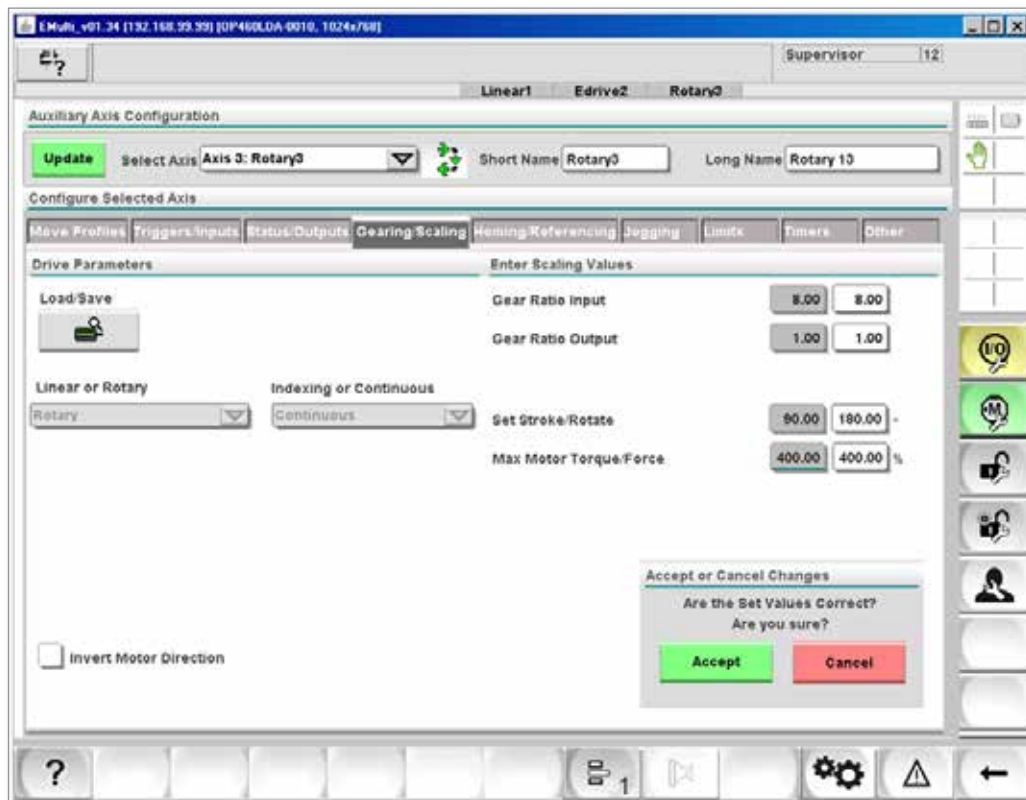 EMulti_v01.34 [192.168.99.99] [OP460LDA-0010, 1024x768]
?
Supervisor 12
Linear1 Edrive2 Rotary3
Auxiliary Axis Configuration
Update Select Axis Axis 3: Rotary3 Short Name Rotary3 Long Name Rotary 13
Configure Selected Axis
Move Profiles Triggers/Inputs Status/Outputs Gearing/Scaling Homing/Referencing Jogging Limits Timers Other
Drive Parameters Enter Scaling Values
Load/Save
Gear Ratio Input 8.00 8.00
Gear Ratio Output 1.00 1.00
I/O
Linear or Rotary Indexing or Continuous
Rotary Continuous
M
Set Stroke/Rotate 90.00 180.00 -
Max Motor Torque/Force 400.00 400.00 %
Accept or Cancel Changes
Are the Set Values Correct?
Are you sure?
Invert Motor Direction
Accept Cancel
? 1